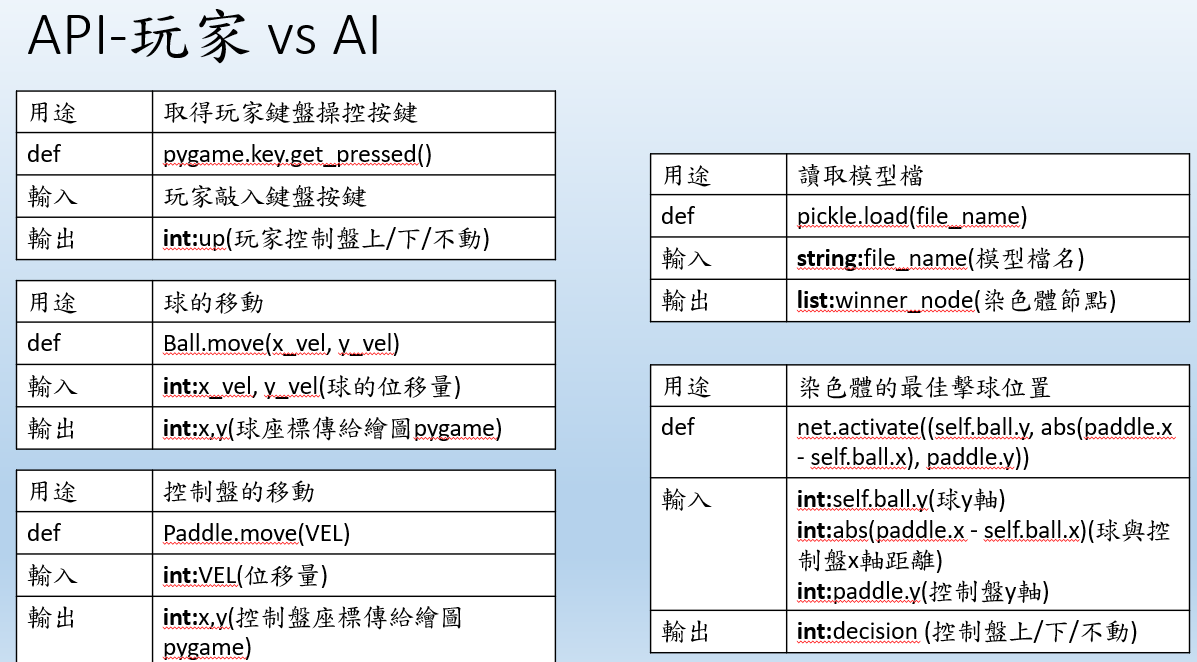 API-玩家 vs AI
用途 取得玩家鍵盤操控按鍵
def pygame.key.get_pressed()
輸入 玩家敲入鍵盤按鍵
輸出 int:up(玩家控制盤上/下/不動)
用途 球的移動
def Ball.move(x_vel, y_vel)
輸入 int:x_vel, y_vel(球的位移量)
輸出 int:x,y(球座標傳給繪圖pygame)
用途 控制盤的移動
def Paddle.move(VEL)
輸入 int:VEL(位移量)
輸出 int:x,y(控制盤座標傳給繪圖
pygame)
用途 讀取模型檔
def pickle.load(file_name)
輸入 string:file_name(模型檔名)
輸出 list:winner_node(染色體節點)
用途 染色體的最佳擊球位置
def net.activate((self.ball.y, abs(paddle.x
- self.ball.x), paddle.y))
輸入 int:self.ball.y(球y軸)
int:abs(paddle.x - self.ball.x)(球與控
制盤x軸距離)
int:paddle.y(控制盤y軸)
輸出 int:decision (控制盤上/下/不動)